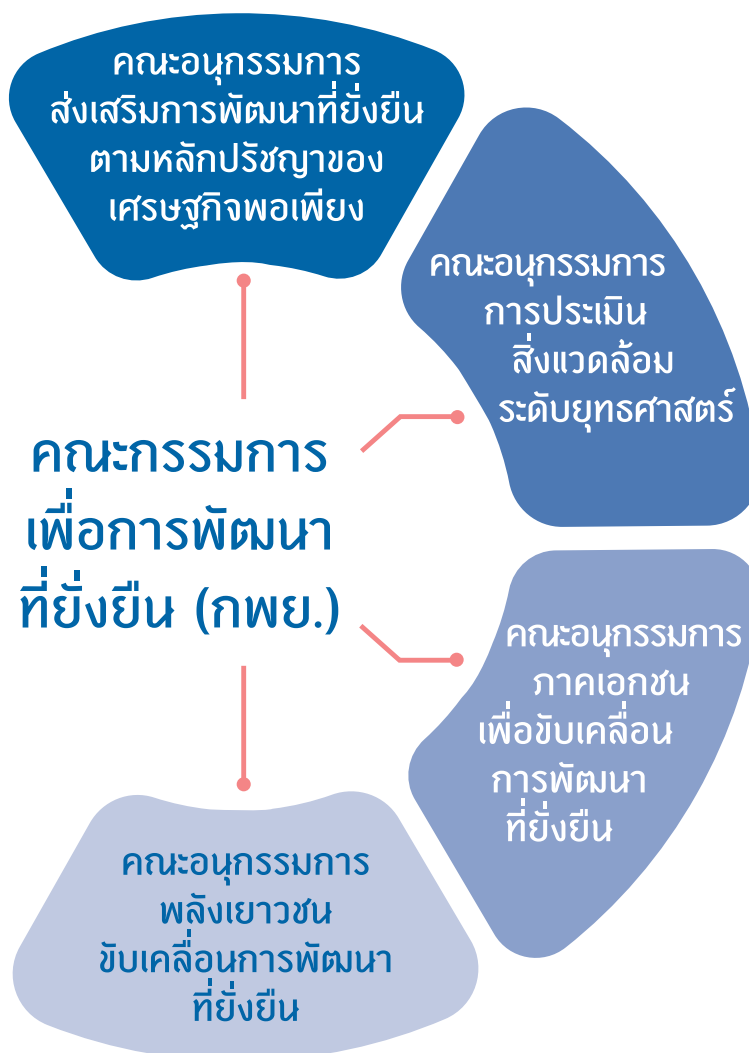 คณะอนุกรรมการ
ส่งเสริมการพัฒนาที่ยั่งยืน
ตามหลักปรัชญาของ
เศรษฐกิจพอเพียง
คณะอนุกรรมการ
การประเมิน
สิ่งแวดล้อม
ระดับยุทธศาสตร์
คณะกรรมการ
เพื่อการพัฒนา
ที่ยั่งยืน (กพย.)
คณะอนุกรรมการ
ภาคเอกชน
เพื่อขับเคลื่อน
การพัฒนา
ที่ยั่งยืน
คณะอนุกรรมการ
พลังเยาวชน
ขับเคลื่อนการพัฒนา
ที่ยั่งยืน